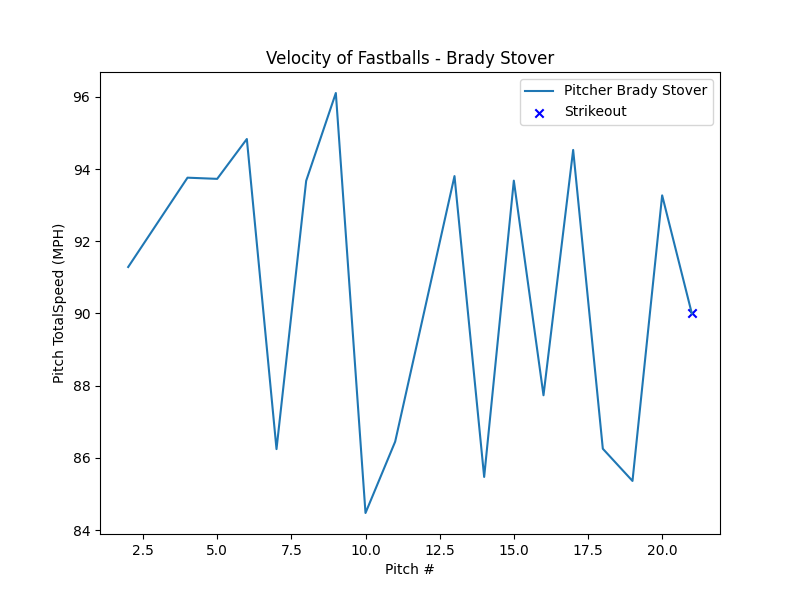 Velocity of Fastballs - Brady Stover
Pitcher Brady Stover
Strikeout
96
94
92
90
88
86
84
Pitch TotalSpeed (MPH)
2.5 5.0 7.5 10.0 12.5 15.0 17.5 20.0
Pitch #